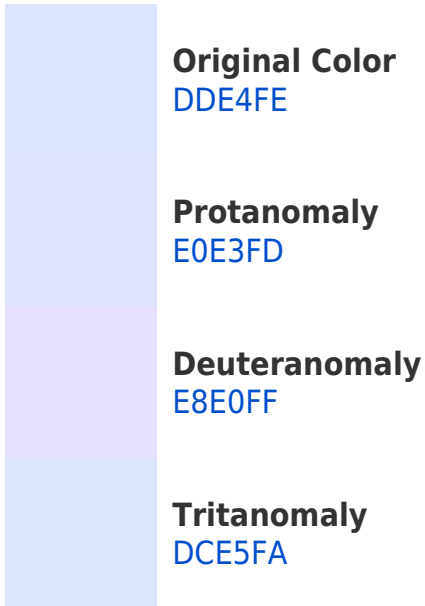 Original Color
DDE4FE
Protanomaly
E0E3FD
Deuteranomaly
E8E0FF
Tritanomaly
DCE5FA